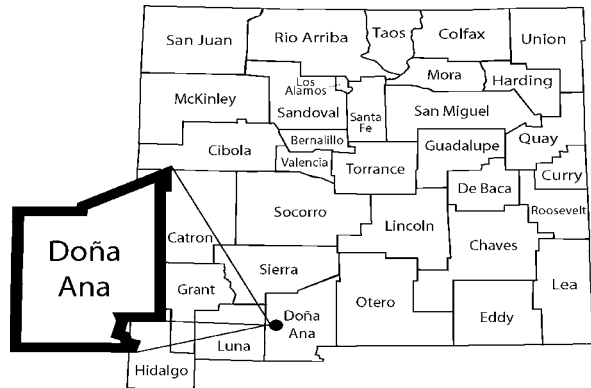 San Juan
Rio Arriba
Taos
Colfax
Union
Los
Alamos
Mora
Harding
McKinley
Sandoval
Santa
Fe
San Miguel
Bernalillo
Cibola
Valencia
Torrance
Guadalupe
Quay
Curry
De Baca
Roosevelt
Socorro
Lincoln
Catron
Chaves
Doña
Ana
Sierra
Grant
Otero
Lea
Doña
Ana
Eddy
Luna
Hidalgo